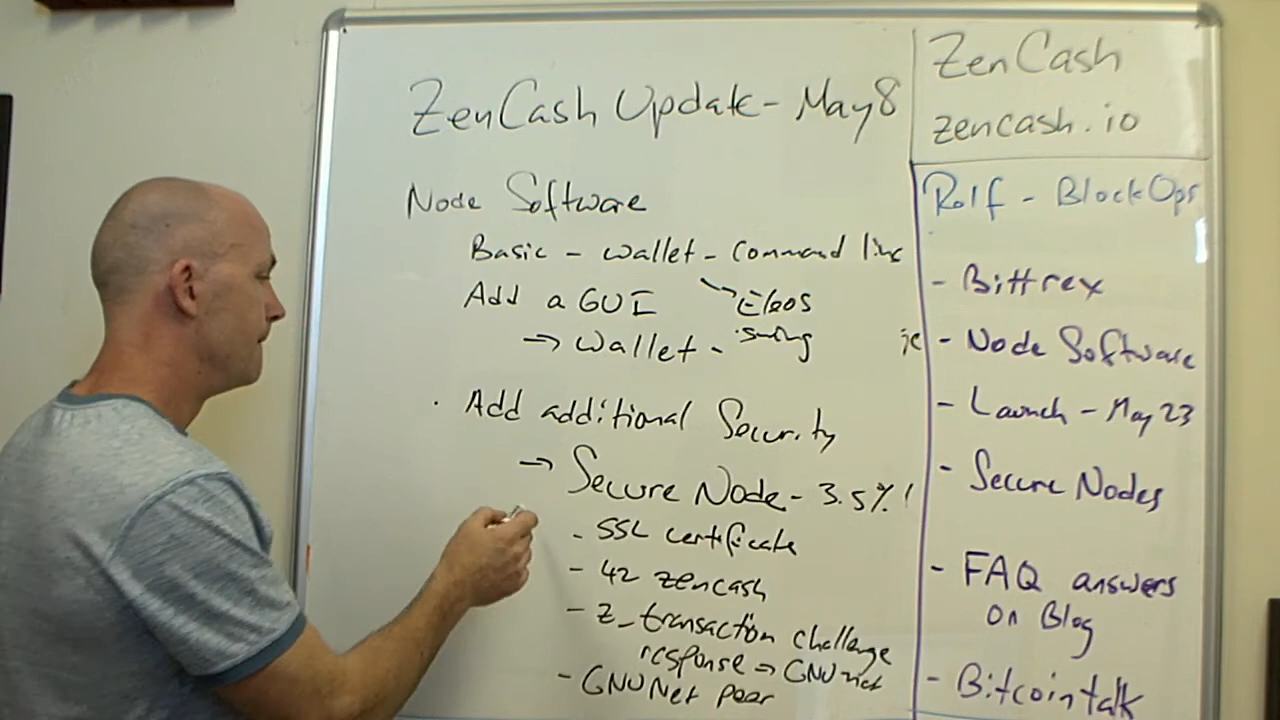 ZenCash Update - May 8
Node Software
Basic - wallet - Command line
Add a GUI → Eleos
→ Wallet - swing
· Add additional Security
→ Secure Node - 3.5%!
- SSL certificate
- 42 zencash
- z_transaction challenge
response → GNUnet
- GNUNet peer
ZenCash
zencash.io
Rolf - BlockOps
- Bittrex
- Node Software
- Launch - May 23
- Secure Nodes
- FAQ answers
on Blog
- Bitcointalk